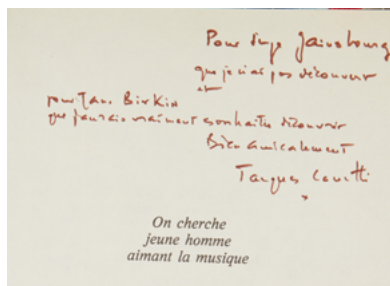 Pour Serge Gainsbourg
que je n'ai pas découvert
et
pour Jane Birkin
que j'aurais vraiment souhaité découvrir
Bien amicalement
Jacques Canetti
On cherche
jeune homme
aimant la musique